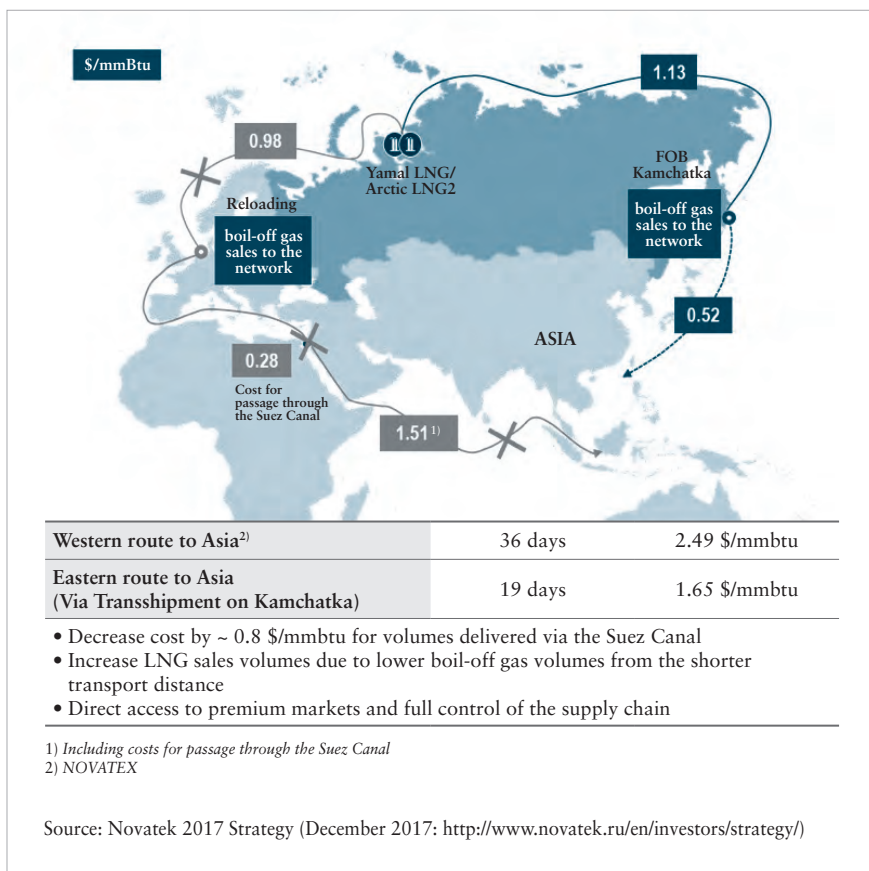 $/mmBtu
1.13
0.98
Yamal LNG/
Arctic LNG2
FOB
Kamchatka
Reloading
boil-off gas
sales to the
network
boil-off gas
sales to the
network
0.52
ASIA
0.28
Cost for
passage through
the Suez Canal
1.51 1)
Western route to Asia2) 36 days 2.49 $/mmbtu
Eastern route to Asia
(Via Transshipment on Kamchatka) 19 days 1.65 $/mmbtu
• Decrease cost by ~ 0.8 $/mmbtu for volumes delivered via the Suez Canal
• Increase LNG sales volumes due to lower boil-off gas volumes from the shorter
transport distance
• Direct access to premium markets and full control of the supply chain
1) Including costs for passage through the Suez Canal
2) NOVATEX
Source: Novatek 2017 Strategy (December 2017: http://www.novatek.ru/en/investors/strategy/)